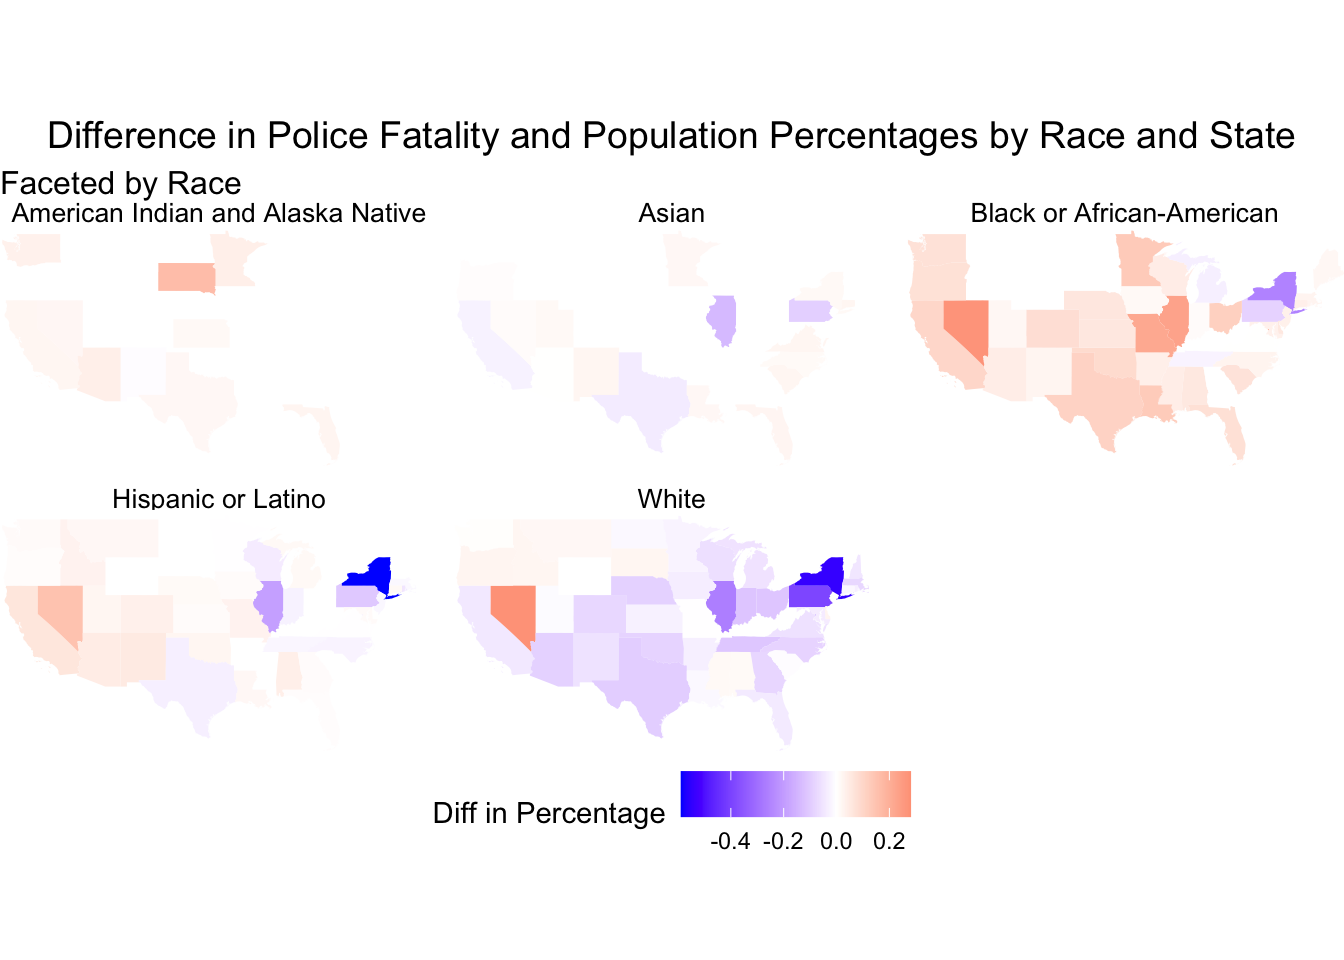 Difference in Police Fatality and Population Percentages by Race and State
Faceted by Race
American Indian and Alaska Native
Asian
Black or African-American
Hispanic or Latino
White
Diff in Percentage
-0.4 -0.2 0.0 0.2